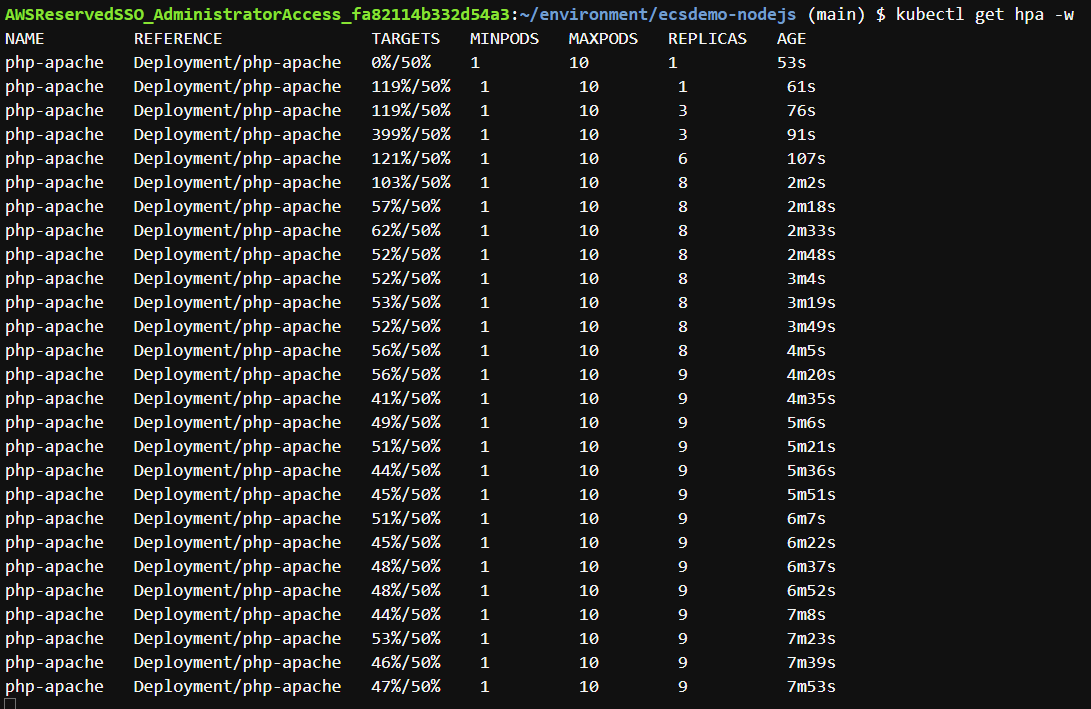 AWSReservedSSO_AdministratorAccess_fa82114b332d54a3:~/environment/ecsdemo-nodejs (main) $ kubectl get hpa -w
NAME REFERENCE TARGETS MINPODS MAXPODS REPLICAS AGE
php-apache Deployment/php-apache 0%/50% 1 10 1 53s
php-apache Deployment/php-apache 119%/50% 1 10 1 61s
php-apache Deployment/php-apache 119%/50% 1 10 3 76s
php-apache Deployment/php-apache 399%/50% 1 10 3 91s
php-apache Deployment/php-apache 121%/50% 1 10 6 107s
php-apache Deployment/php-apache 103%/50% 1 10 8 2m2s
php-apache Deployment/php-apache 57%/50% 1 10 8 2m18s
php-apache Deployment/php-apache 62%/50% 1 10 8 2m33s
php-apache Deployment/php-apache 52%/50% 1 10 8 2m48s
php-apache Deployment/php-apache 52%/50% 1 10 8 3m4s
php-apache Deployment/php-apache 53%/50% 1 10 8 3m19s
php-apache Deployment/php-apache 52%/50% 1 10 8 3m49s
php-apache Deployment/php-apache 56%/50% 1 10 8 4m5s
php-apache Deployment/php-apache 56%/50% 1 10 9 4m20s
php-apache Deployment/php-apache 41%/50% 1 10 9 4m35s
php-apache Deployment/php-apache 49%/50% 1 10 9 5m6s
php-apache Deployment/php-apache 51%/50% 1 10 9 5m21s
php-apache Deployment/php-apache 44%/50% 1 10 9 5m36s
php-apache Deployment/php-apache 45%/50% 1 10 9 5m51s
php-apache Deployment/php-apache 51%/50% 1 10 9 6m7s
php-apache Deployment/php-apache 45%/50% 1 10 9 6m22s
php-apache Deployment/php-apache 48%/50% 1 10 9 6m37s
php-apache Deployment/php-apache 48%/50% 1 10 9 6m52s
php-apache Deployment/php-apache 44%/50% 1 10 9 7m8s
php-apache Deployment/php-apache 53%/50% 1 10 9 7m23s
php-apache Deployment/php-apache 46%/50% 1 10 9 7m39s
php-apache Deployment/php-apache 47%/50% 1 10 9 7m53s